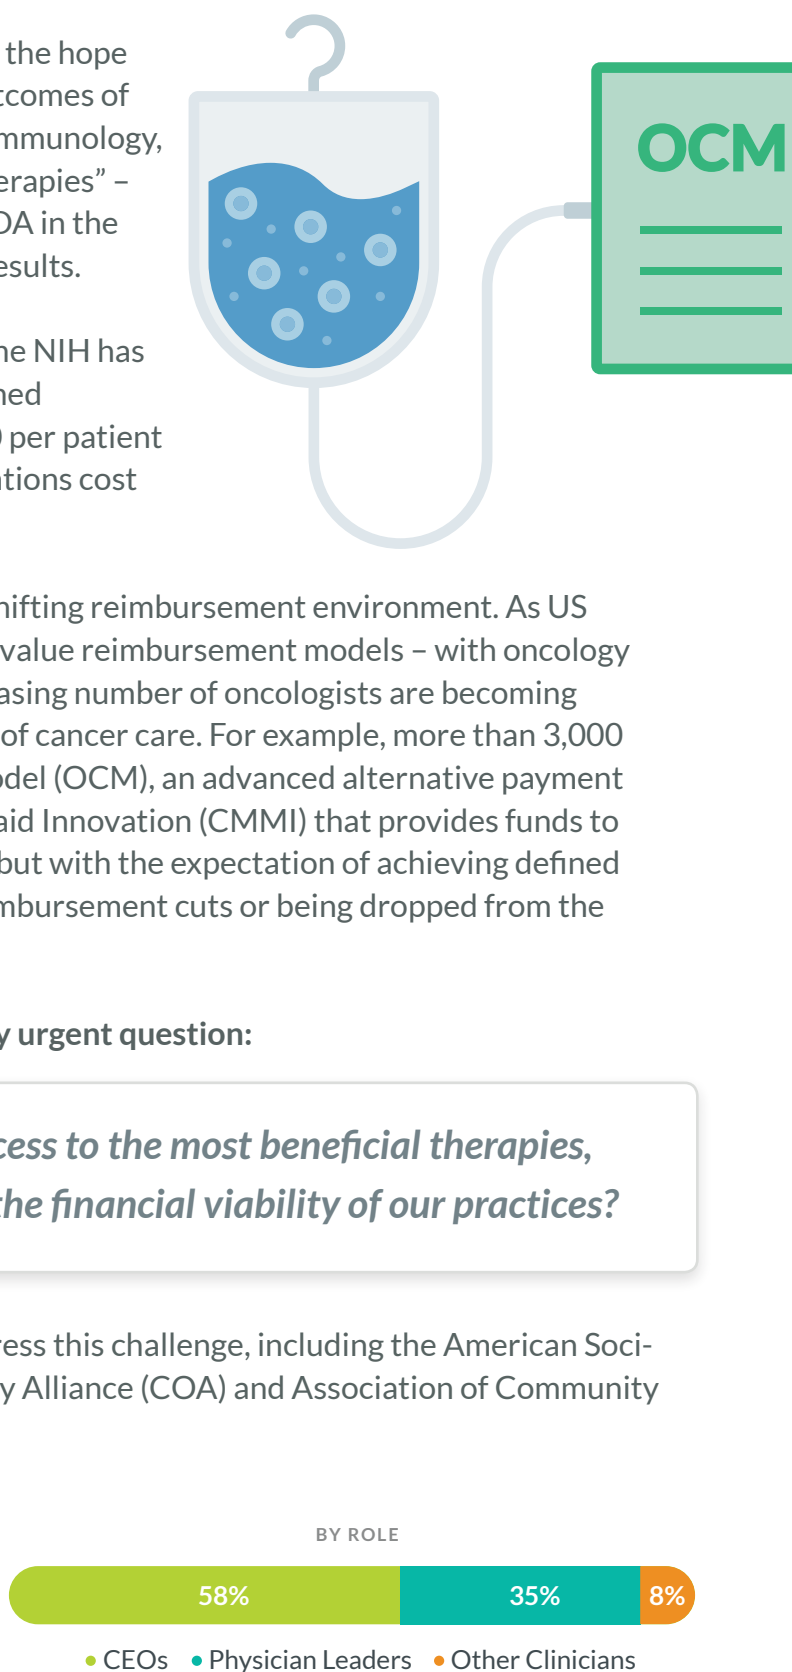 the hope
tcomes of
mmunology,
erapies” –
DA in the
esults.
OCM
he NIH has
ned
per patient
ations cost
hifting reimbursement environment. As US
value reimbursement models – with oncology
easing number of oncologists are becoming
of cancer care. For example, more than 3,000
odel (OCM), an advanced alternative payment
aid Innovation (CMMI) that provides funds to
but with the expectation of achieving defined
mbursement cuts or being dropped from the
y urgent question:
cess to the most beneficial therapies,
the financial viability of our practices?
ress this challenge, including the American Soci-
y Alliance (COA) and Association of Community
BY ROLE
58% 35% 8%
CEOs Physician Leaders Other Clinicians